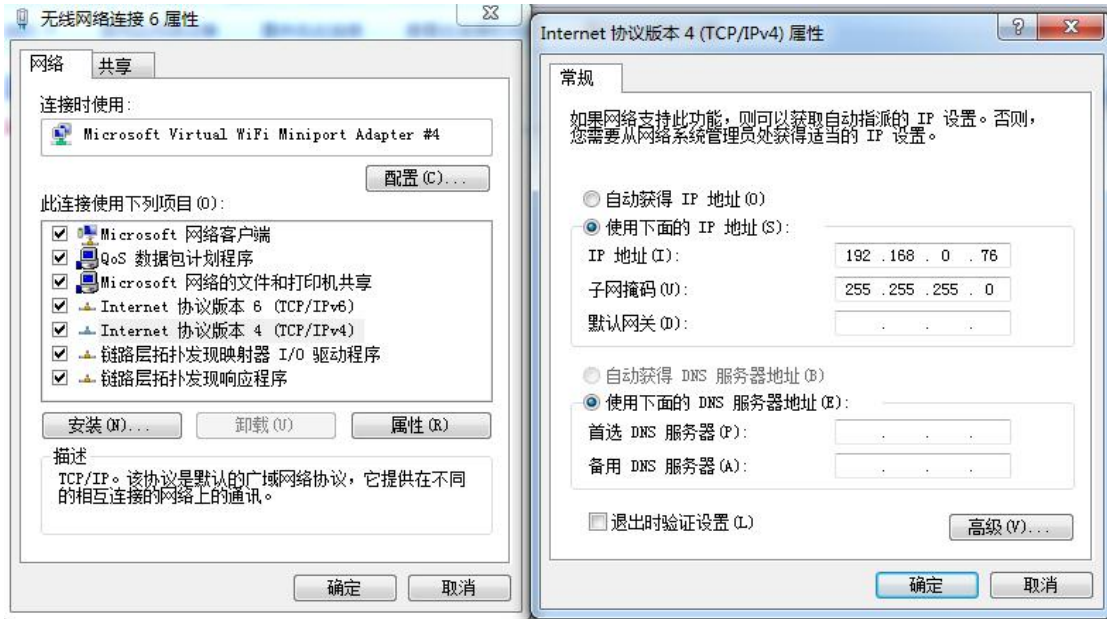 无线网络连接 6 属性
网络
共享
连接时使用:
Microsoft Virtual WiFi Miniport Adapter #4
配置(C)...
此连接使用下列项目(O):
Microsoft 网络客户端
QoS 数据包计划程序
Microsoft 网络的文件和打印机共享
Internet 协议版本 6 (TCP/IPv6)
Internet 协议版本 4 (TCP/IPv4)
链路层拓扑发现映射器 I/O 驱动程序
链路层拓扑发现响应程序
安装(N)...
卸载(U)
属性(R)
描述
TCP/IP。该协议是默认的广域网络协议，它提供在不同
的相互连接的网络上的通讯。
确定
取消
Internet 协议版本 4 (TCP/IPv4) 属性
常规
如果网络支持此功能，则可以获取自动指派的 IP 设置。否则，
您需要从网络系统管理员处获得适当的 IP 设置。
自动获得 IP 地址(O)
使用下面的 IP 地址(S):
IP 地址(I): 192 .168 . 0 . 76
子网掩码(U): 255 .255 .255 . 0
默认网关(D): . . .
自动获得 DNS 服务器地址(B)
使用下面的 DNS 服务器地址(E):
首选 DNS 服务器(P): . . .
备用 DNS 服务器(A): . . .
退出时验证设置(L)
高级(V)...
确定
取消